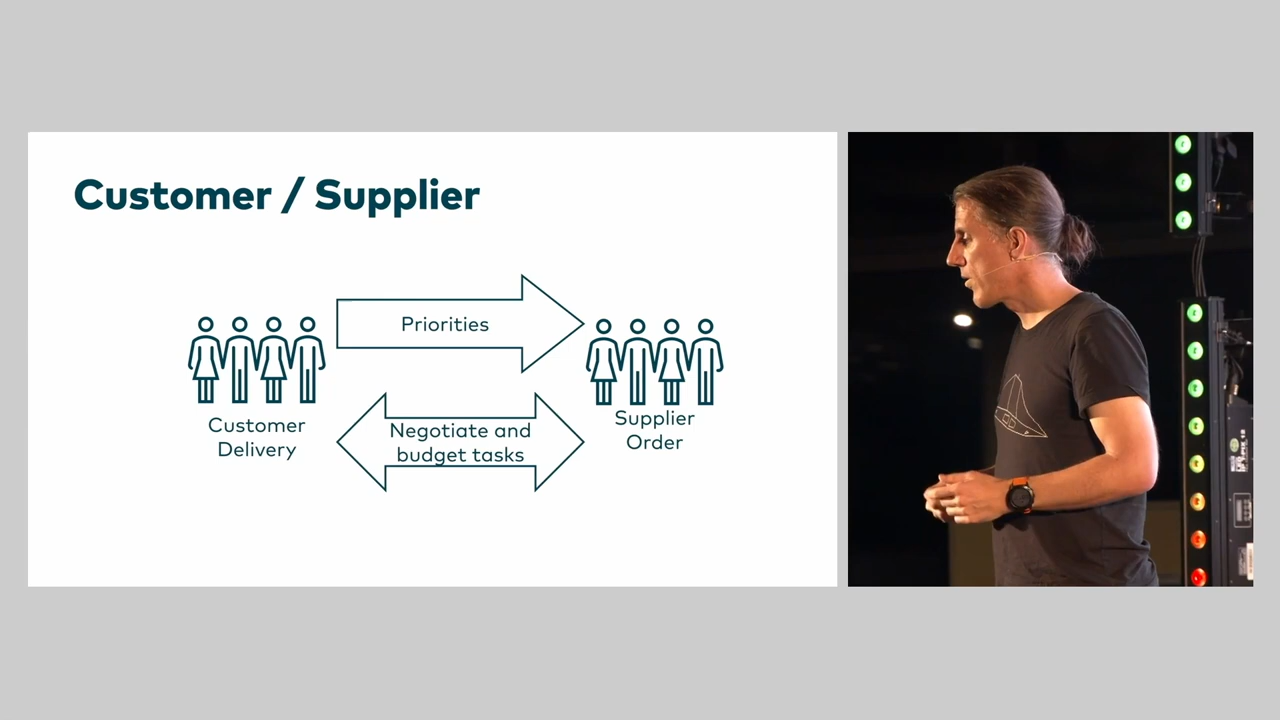 Customer / Supplier
Priorities
Customer
Delivery
Negotiate and
budget tasks
Supplier
Order